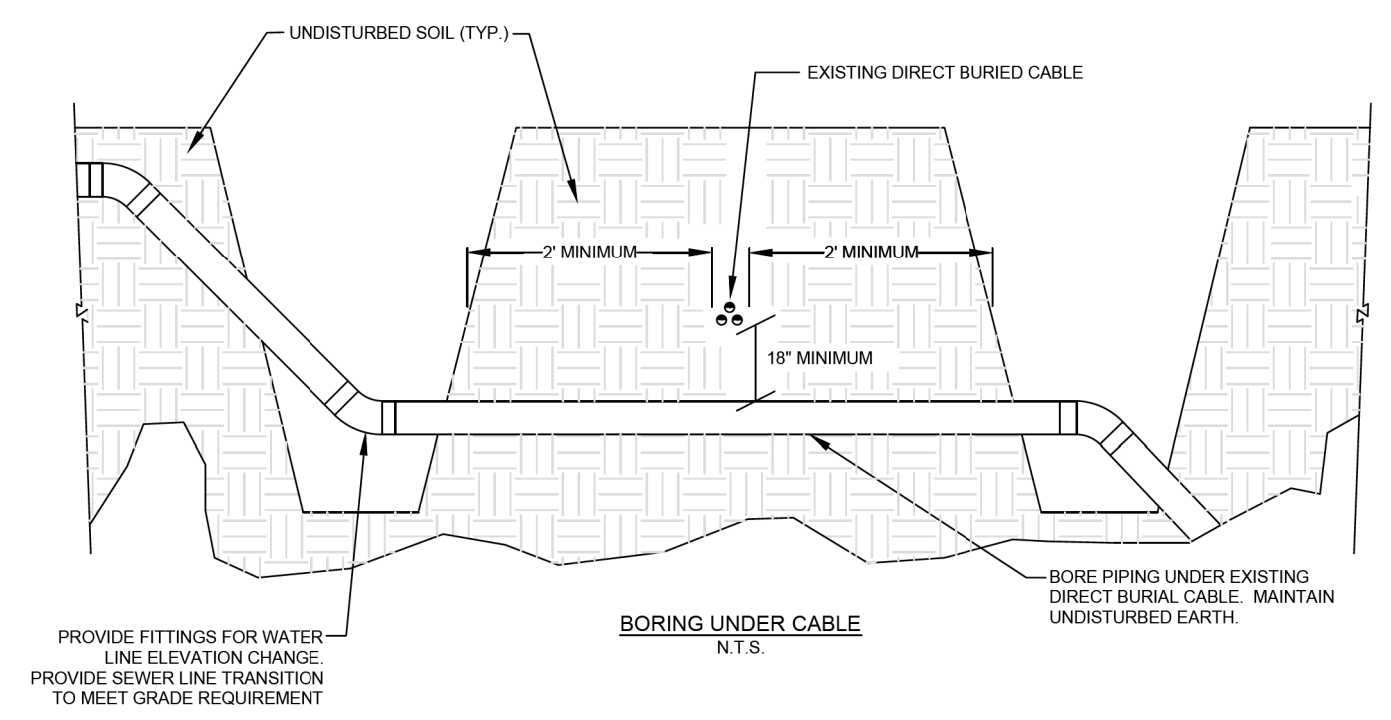 UNDISTURBED SOIL (TYP.)
EXISTING DIRECT BURIED CABLE
2' MINIMUM
2' MINIMUM
18" MINIMUM
BORE PIPING UNDER EXISTING
DIRECT BURIAL CABLE. MAINTAIN
UNDISTURBED EARTH.
BORING UNDER CABLE
N.T.S.
PROVIDE FITTINGS FOR WATER
LINE ELEVATION CHANGE.
PROVIDE SEWER LINE TRANSITION
TO MEET GRADE REQUIREMENT